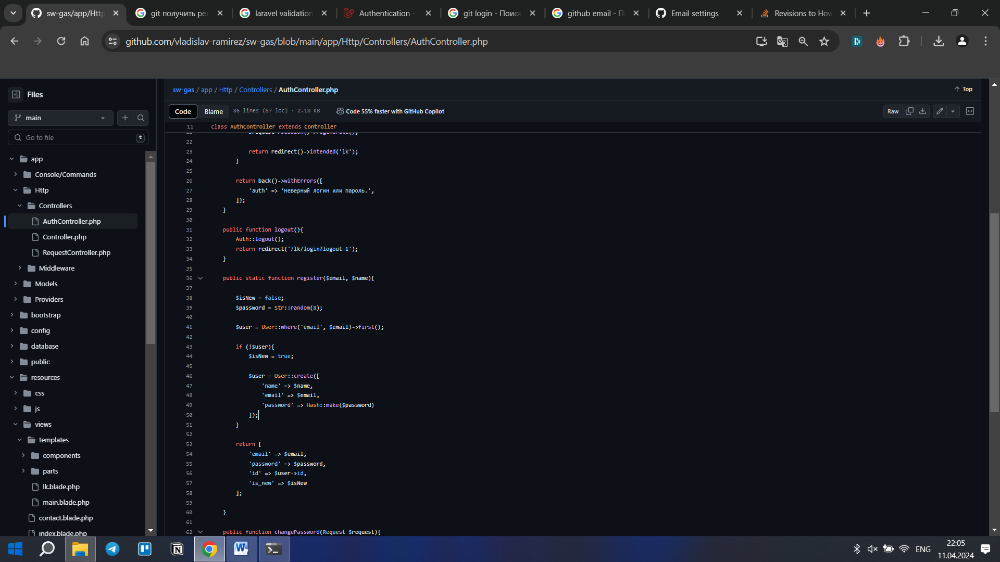 sw-gas/app/Http
git получить реп
laravel validation
Authentication -
git login - Поиск
github email - П
Email settings
Revisions to How
github.com/vladislav-ramirez/sw-gas/blob/main/app/Http/Controllers/AuthController.php
Files
main
Go to file
t
app
Console/Commands
Http
Controllers
AuthController.php
Controller.php
RequestController.php
Middleware
Models
Providers
bootstrap
config
database
public
resources
css
js
views
templates
components
parts
lk.blade.php
main.blade.php
contact.blade.php
index.blade.php
sw-gas / app / Http / Controllers / AuthController.php
Top
Code
Blame
86 lines (67 loc) · 2.18 KB
Code 55% faster with GitHub Copilot
Raw
11 class AuthController extends Controller
21 $request->session()->regenerate();
22
23 return redirect()->intended('lk');
24 }
25
26 return back()->withErrors([
27 'auth' => 'Неверный логин или пароль.',
28 ]);
29 }
30
31 public function logout(){
32 Auth::logout();
33 return redirect('/lk/login?logout=1');
34 }
35
36 public static function register($email, $name){
37
38 $isNew = false;
39 $password = Str::random(8);
40
41 $user = User::where('email', $email)->first();
42
43 if (!$user){
44 $isNew = true;
45
46 $user = User::create([
47 'name' => $name,
48 'email' => $email,
49 'password' => Hash::make($password)
50 ]);
51 }
52
53 return [
54 'email' => $email,
55 'password' => $password,
56 'id' => $user->id,
57 'is_new' => $isNew
58 ];
59
60 }
61
62 public function changePassword(Request $request){
ENG
22:05
11.04.2024